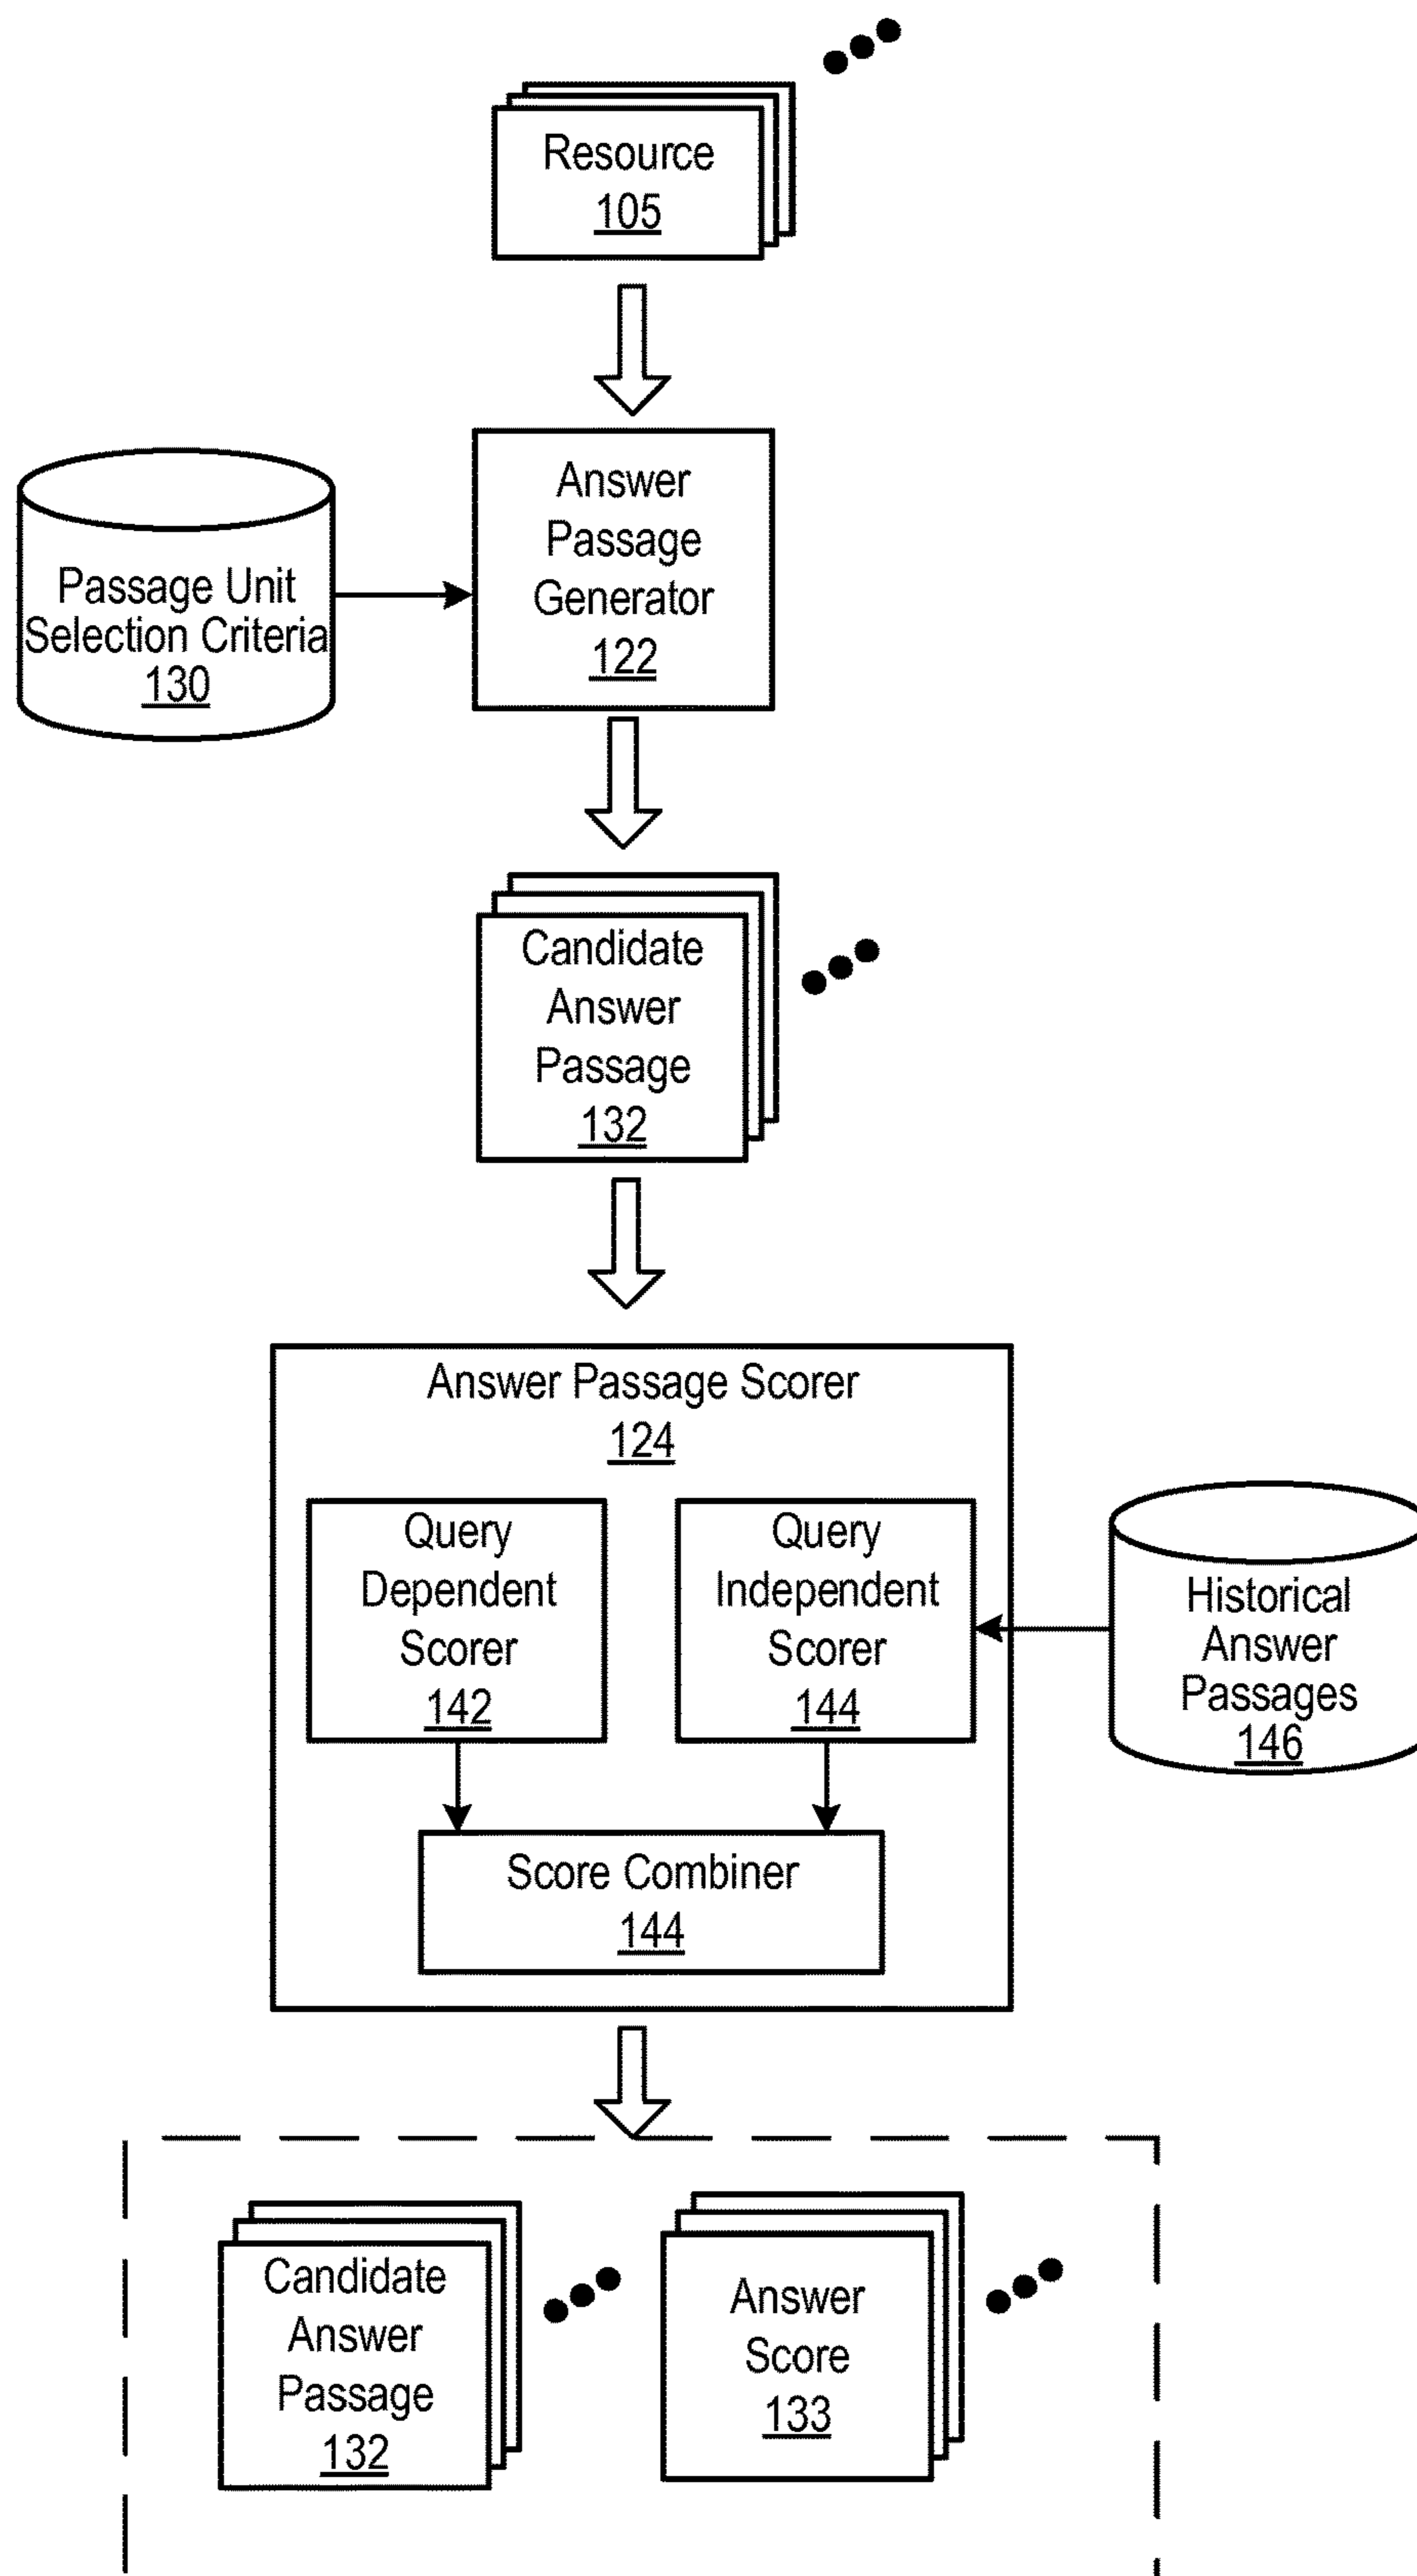 Resource
105
Answer
Passage
Generator
122
Passage Unit
Selection Criteria
130
Candidate
Answer
Passage
132
Answer Passage Scorer
124
Query
Dependent
Scorer
142
Query
Independent
Scorer
144
Historical
Answer
Passages
146
Score Combiner
144
Candidate
Answer
Passage
132
Answer
Score
133